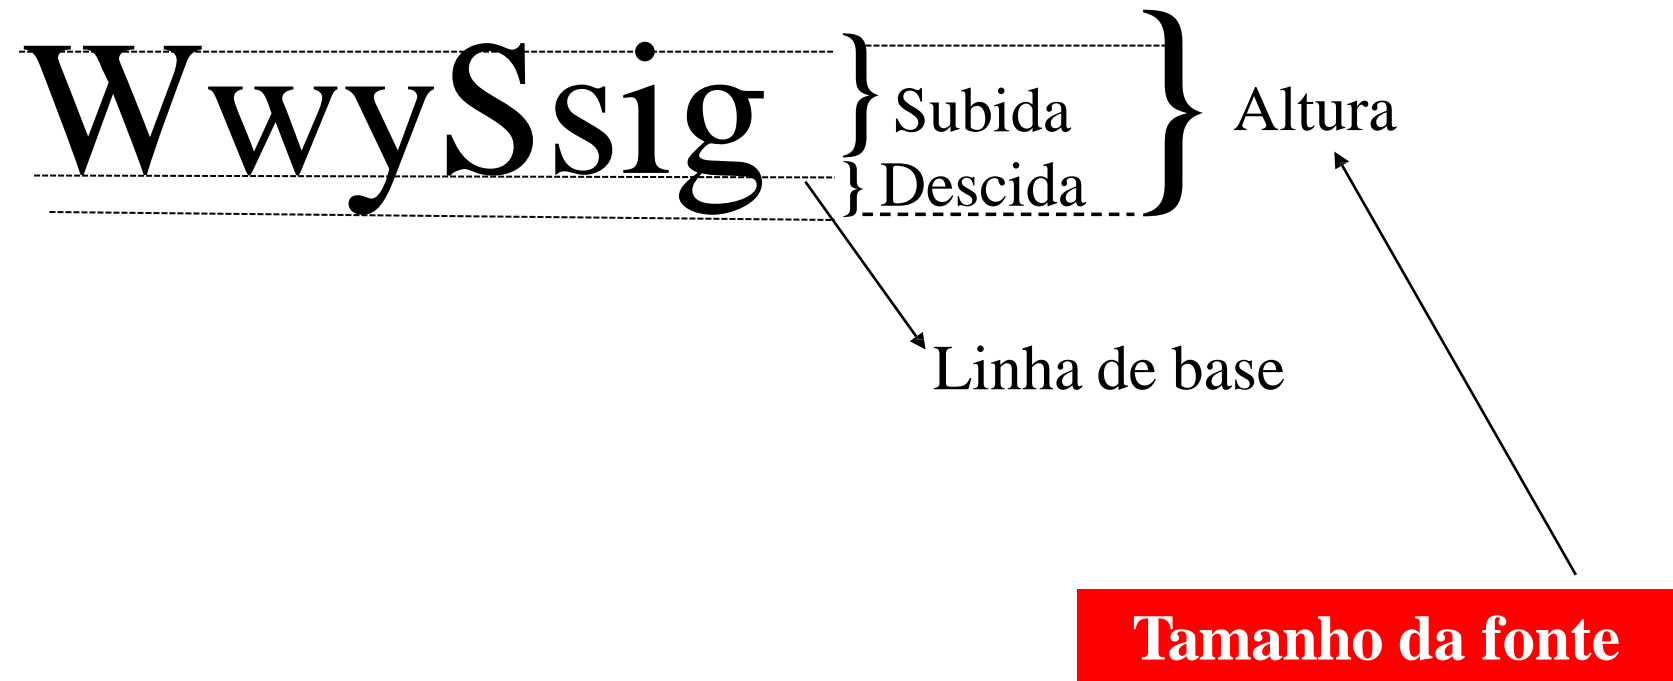 WwySsig
} Subida } Altura
} Descida
Linha de base
Tamanho da fonte